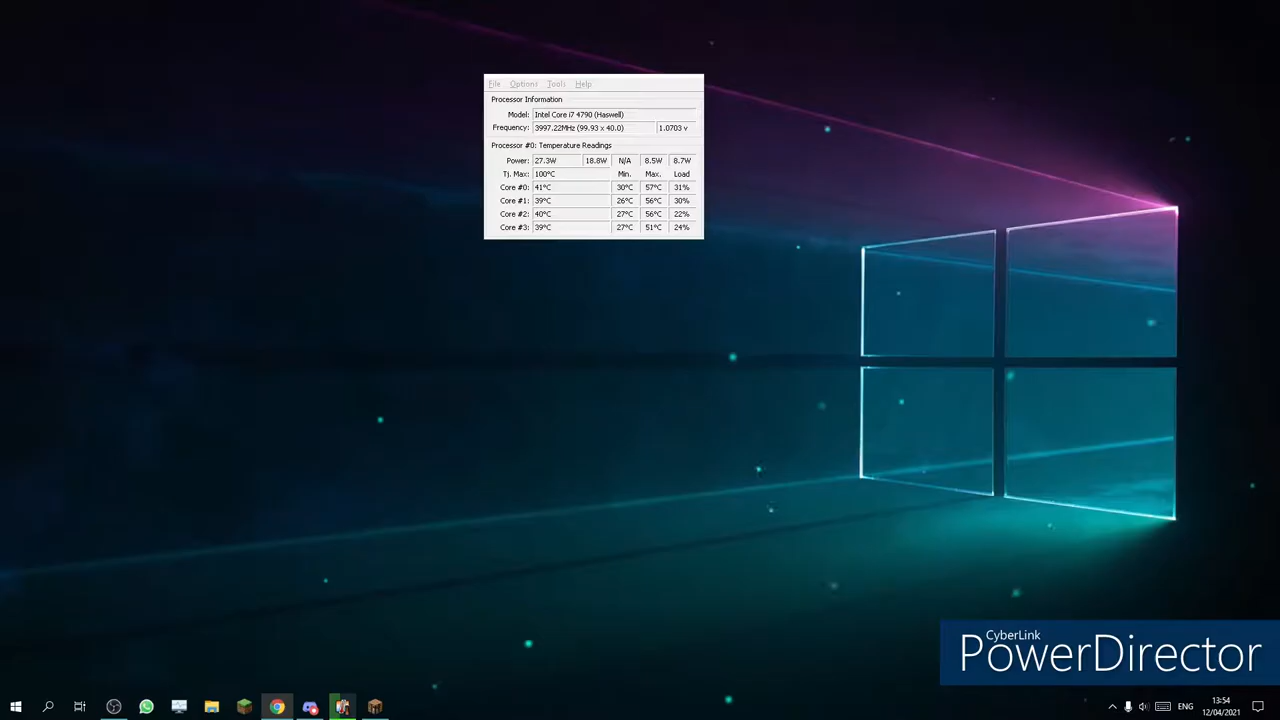 File Options Tools Help
Processor Information
Model: Intel Core i7 4790 (Haswell)
Frequency: 3997.22MHz (99.93 x 40.0) 1.0703 v
Processor #0: Temperature Readings
Power: 27.3W 18.8W N/A 8.5W 8.7W
Tj. Max: 100°C Min. Max. Load
Core #0: 41°C 30°C 57°C 31%
Core #1: 39°C 26°C 56°C 30%
Core #2: 40°C 27°C 56°C 22%
Core #3: 39°C 27°C 51°C 24%
CyberLink
PowerDirector
ENG
13:54
12/04/2021